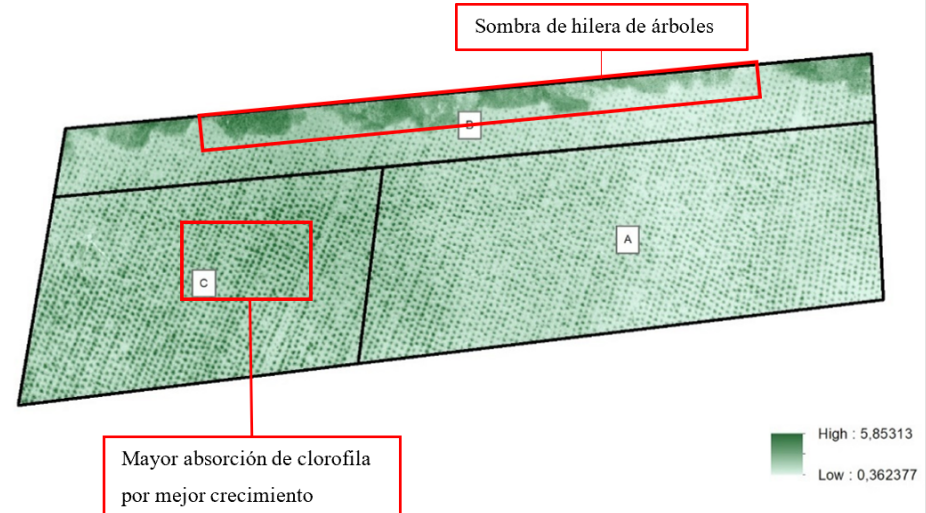 Sombra de hilera de árboles
A
C
Mayor absorción de clorofila
por mejor crecimiento
High : 5,85313
Low : 0,362377